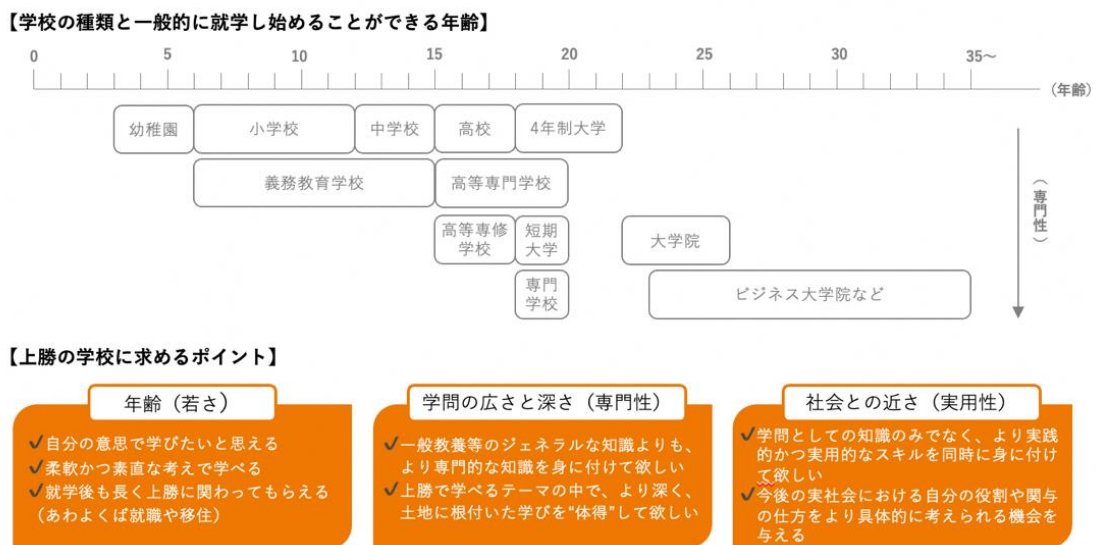 【学校の種類と一般的に就学し始めることができる年齢】
0 5 10 15 20 25 30 35〜
(年齢)
幼稚園 小学校 中学校 高校 4年制大学
義務教育学校 高等専門学校
高等専修
学校
短期
大学
大学院
専門
学校
ビジネス大学院など
（専門性）
【上勝の学校に求めるポイント】
年齢（若さ）
✓自分の意思で学びたいと思える
✓柔軟かつ素直な考えで学べる
✓就学後も長く上勝に関わってもらえる
（あわよくば就職や移住）
学問の広さと深さ（専門性）
✓一般教養等のジェネラルな知識よりも、
より専門的な知識を身に付けて欲しい
✓上勝で学べるテーマの中で、より深く、
土地に根付いた学びを“体得”して欲しい
社会との近さ（実用性）
✓学問としての知識のみでなく、より実践
的かつ実用的なスキルを同時に身に付け
て欲しい
✓今後の実社会における自分の役割や関与
の仕方をより具体的に考えられる機会を
与える